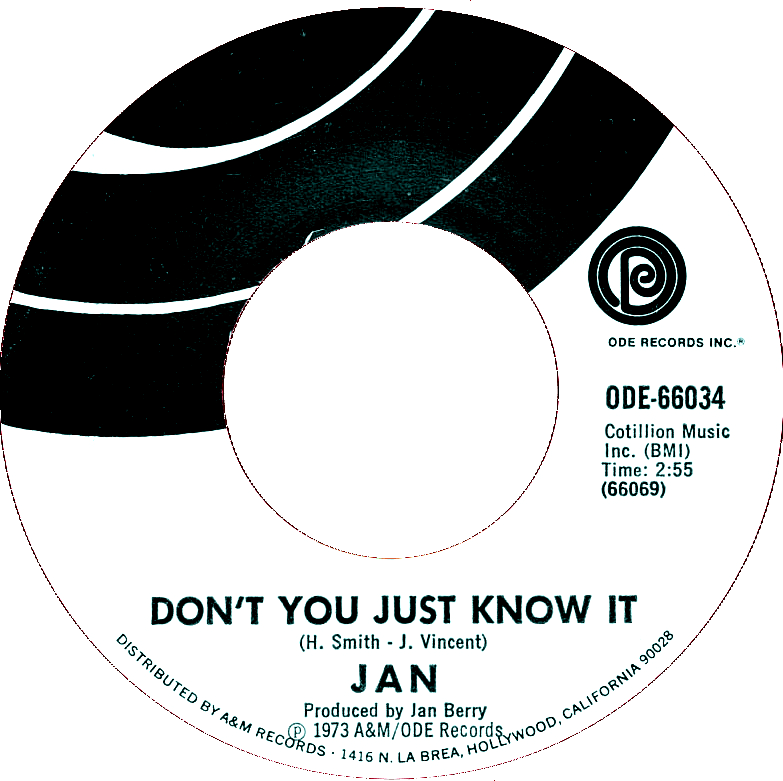 ODE RECORDS INC.®
ODE-66034
Cotillion Music
Inc. (BMI)
Time: 2:55
(66069)
DON'T YOU JUST KNOW IT
(H. Smith - J. Vincent)
JAN
Produced by Jan Berry
℗ 1973 A&M/ODE Records
DISTRIBUTED BY A&M RECORDS · 1416 N. LA BREA, HOLLYWOOD, CALIFORNIA 90028